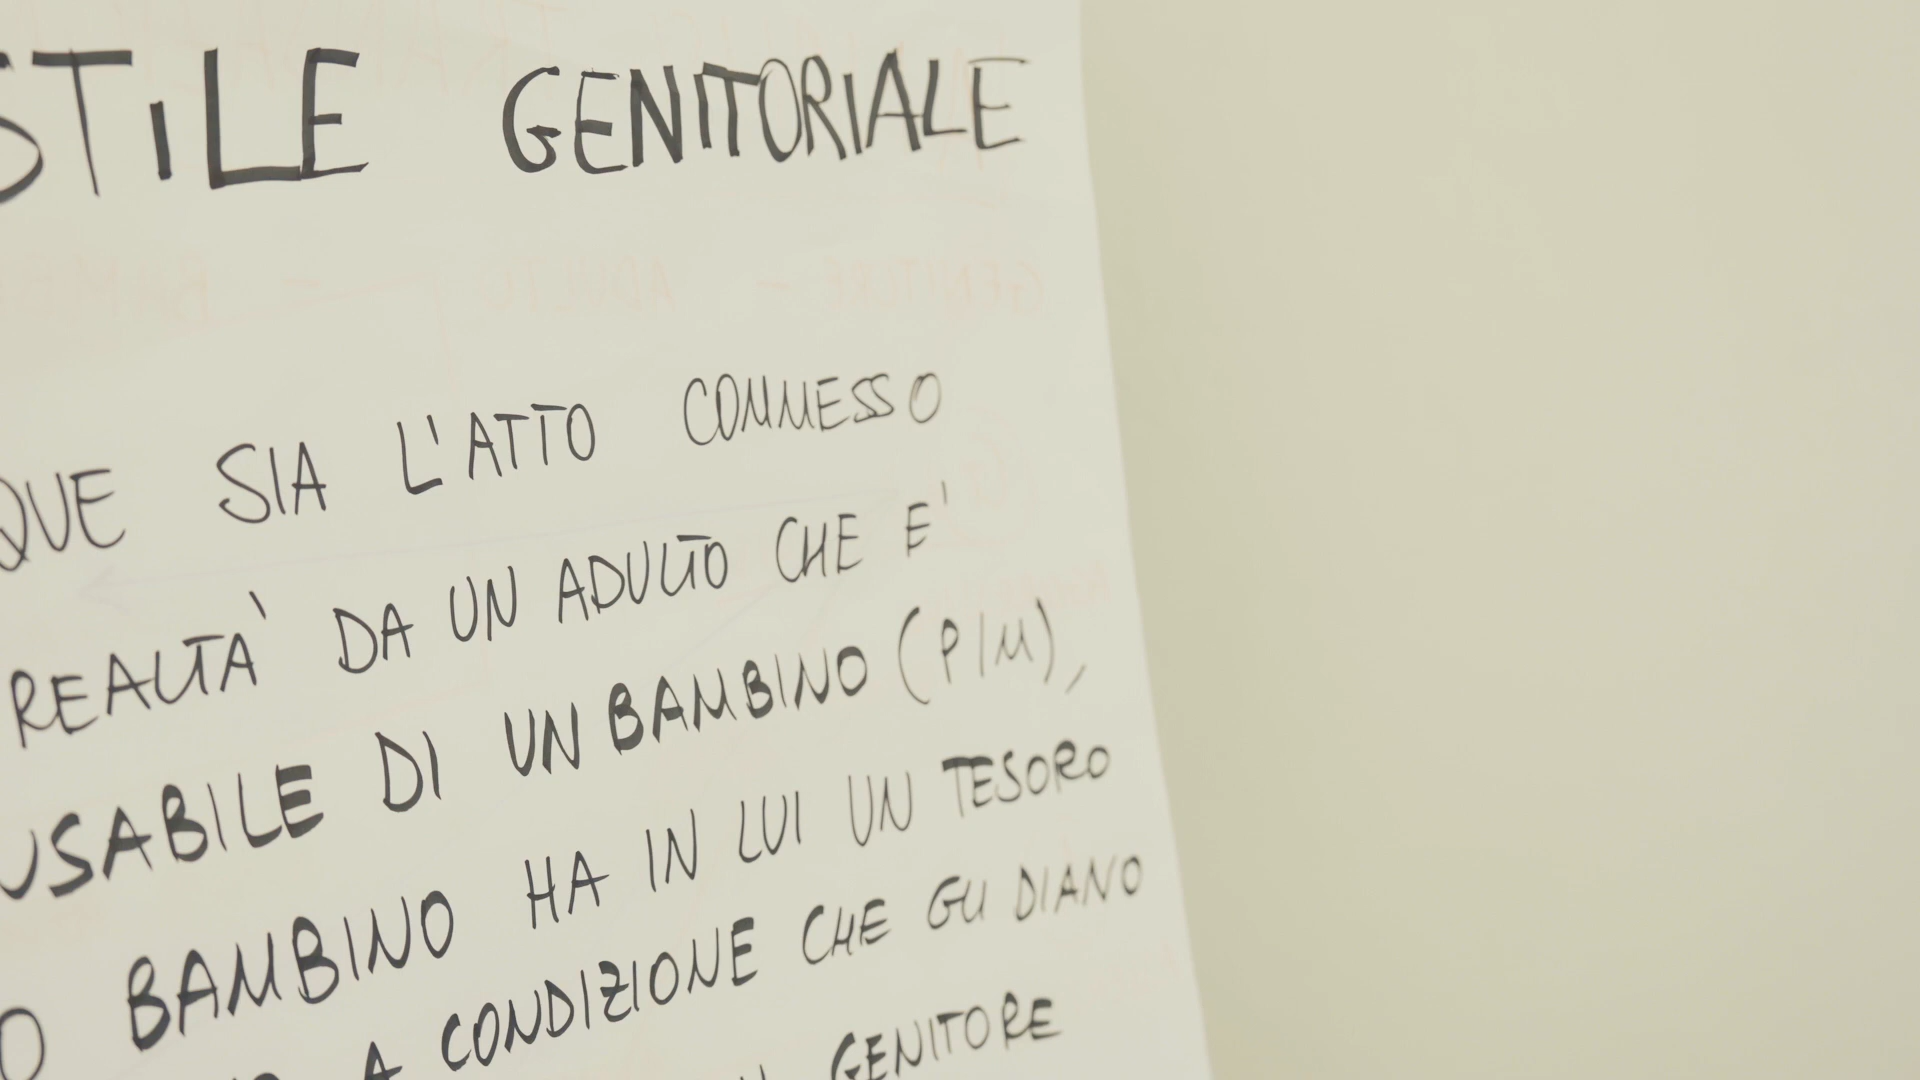 STILE GENITORIALE
QUE SIA L'ATTO COMMESSO
REALTÀ DA UN ADULTO CHE E'
USABILE DI UN BAMBINO (P/M),
BAMBINO HA IN LUI UN TESORO
A CONDIZIONE CHE GLI DIANO
GENITORE